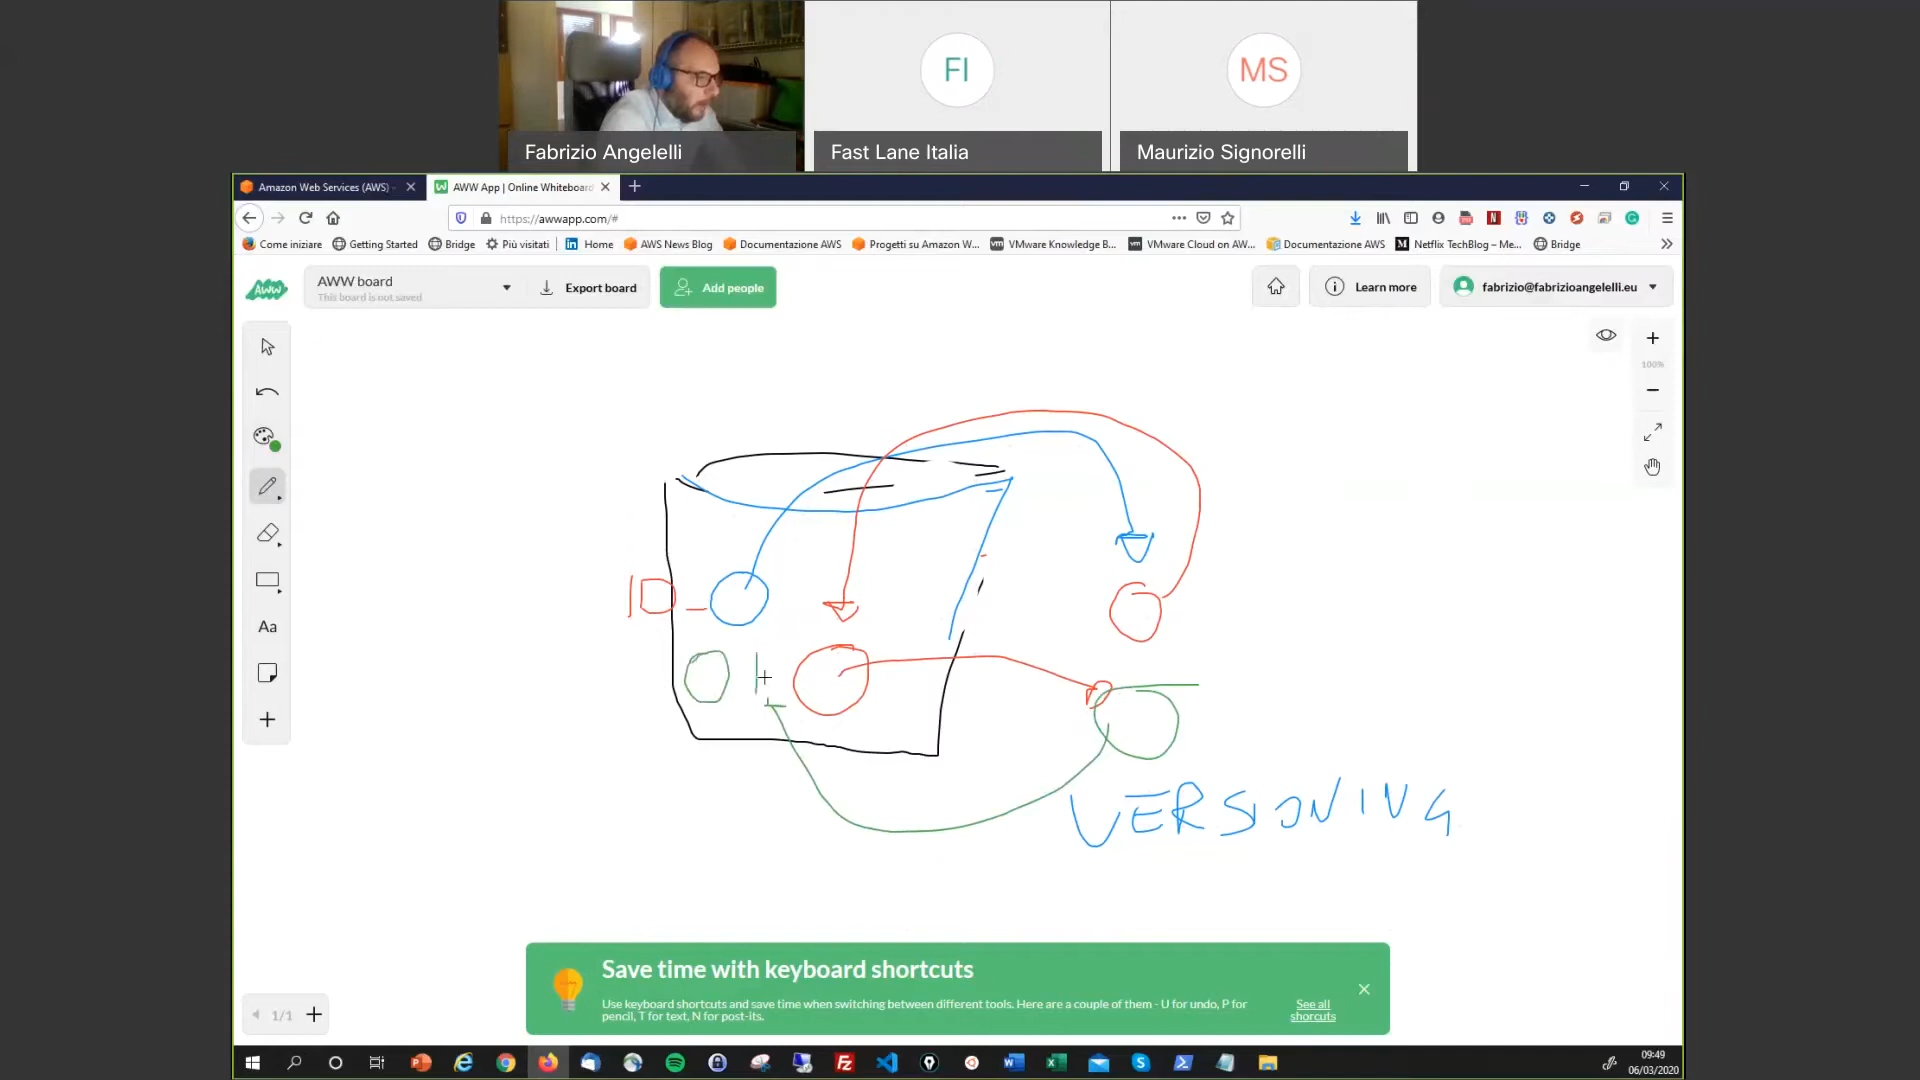 FI
MS
Fabrizio Angelelli
Fast Lane Italia
Maurizio Signorelli
Amazon Web Services (AWS) -
AWW App | Online Whiteboard
https://awwapp.com/#
Come iniziare
Getting Started
Bridge
Più visitati
Home
AWS News Blog
Documentazione AWS
Progetti su Amazon W...
VMware Knowledge B...
VMware Cloud on AW...
Documentazione AWS
Netflix TechBlog – Me...
Bridge
AWW
AWW board
This board is not saved
Export board
Add people
Learn more
fabrizio@fabrizioangelelli.eu
100%
Aa
ID
VERSIONING
Save time with keyboard shortcuts
Use keyboard shortcuts and save time when switching between different tools. Here are a couple of them - U for undo, P for
pencil, T for text, N for post-its.
See all
shorcuts
1/1
09:49
06/03/2020